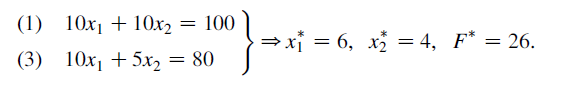 (1) 10x₁ + 10x₂ = 100
(3) 10x₁ + 5x₂ = 80
} ⇒ x₁* = 6, x₂* = 4, F* = 26.